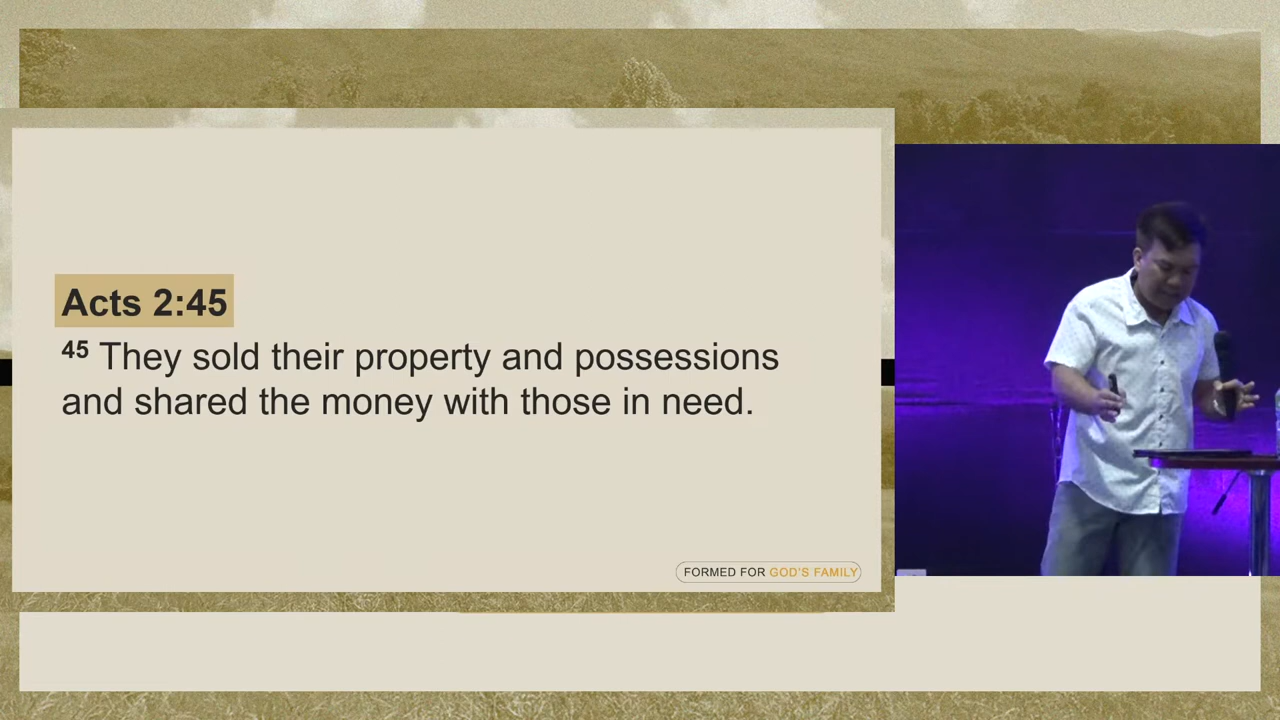 Acts 2:45
45 They sold their property and possessions
and shared the money with those in need.
FORMED FOR GOD'S FAMILY